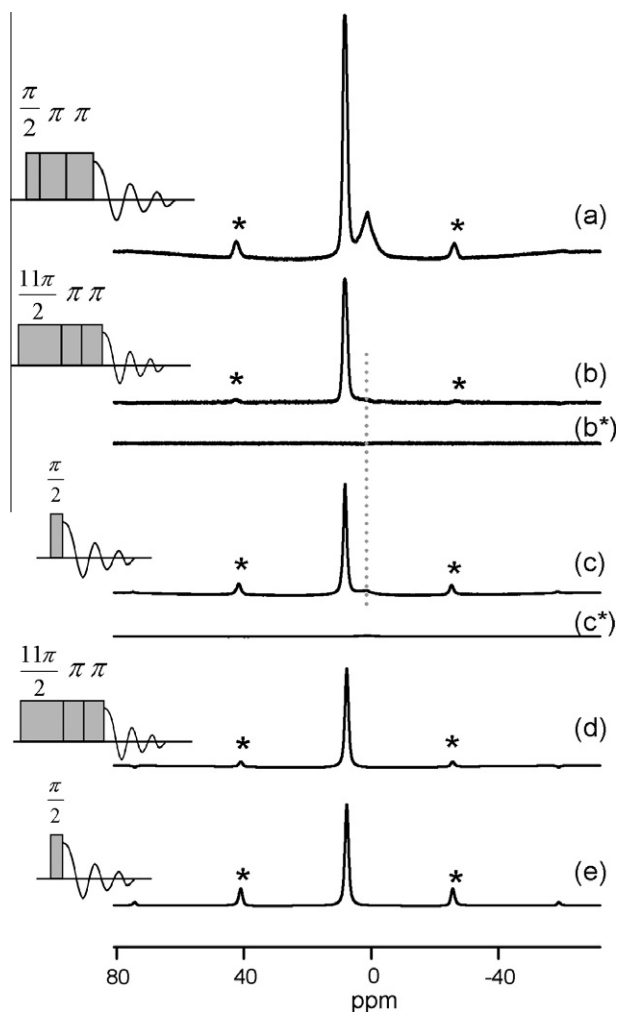 π/2 π π
* *
(a)
11π/2 π π
* *
(b)
(b*)
π/2
* *
(c)
(c*)
11π/2 π π
* *
(d)
π/2
* *
(e)
80 40 0 -40
ppm